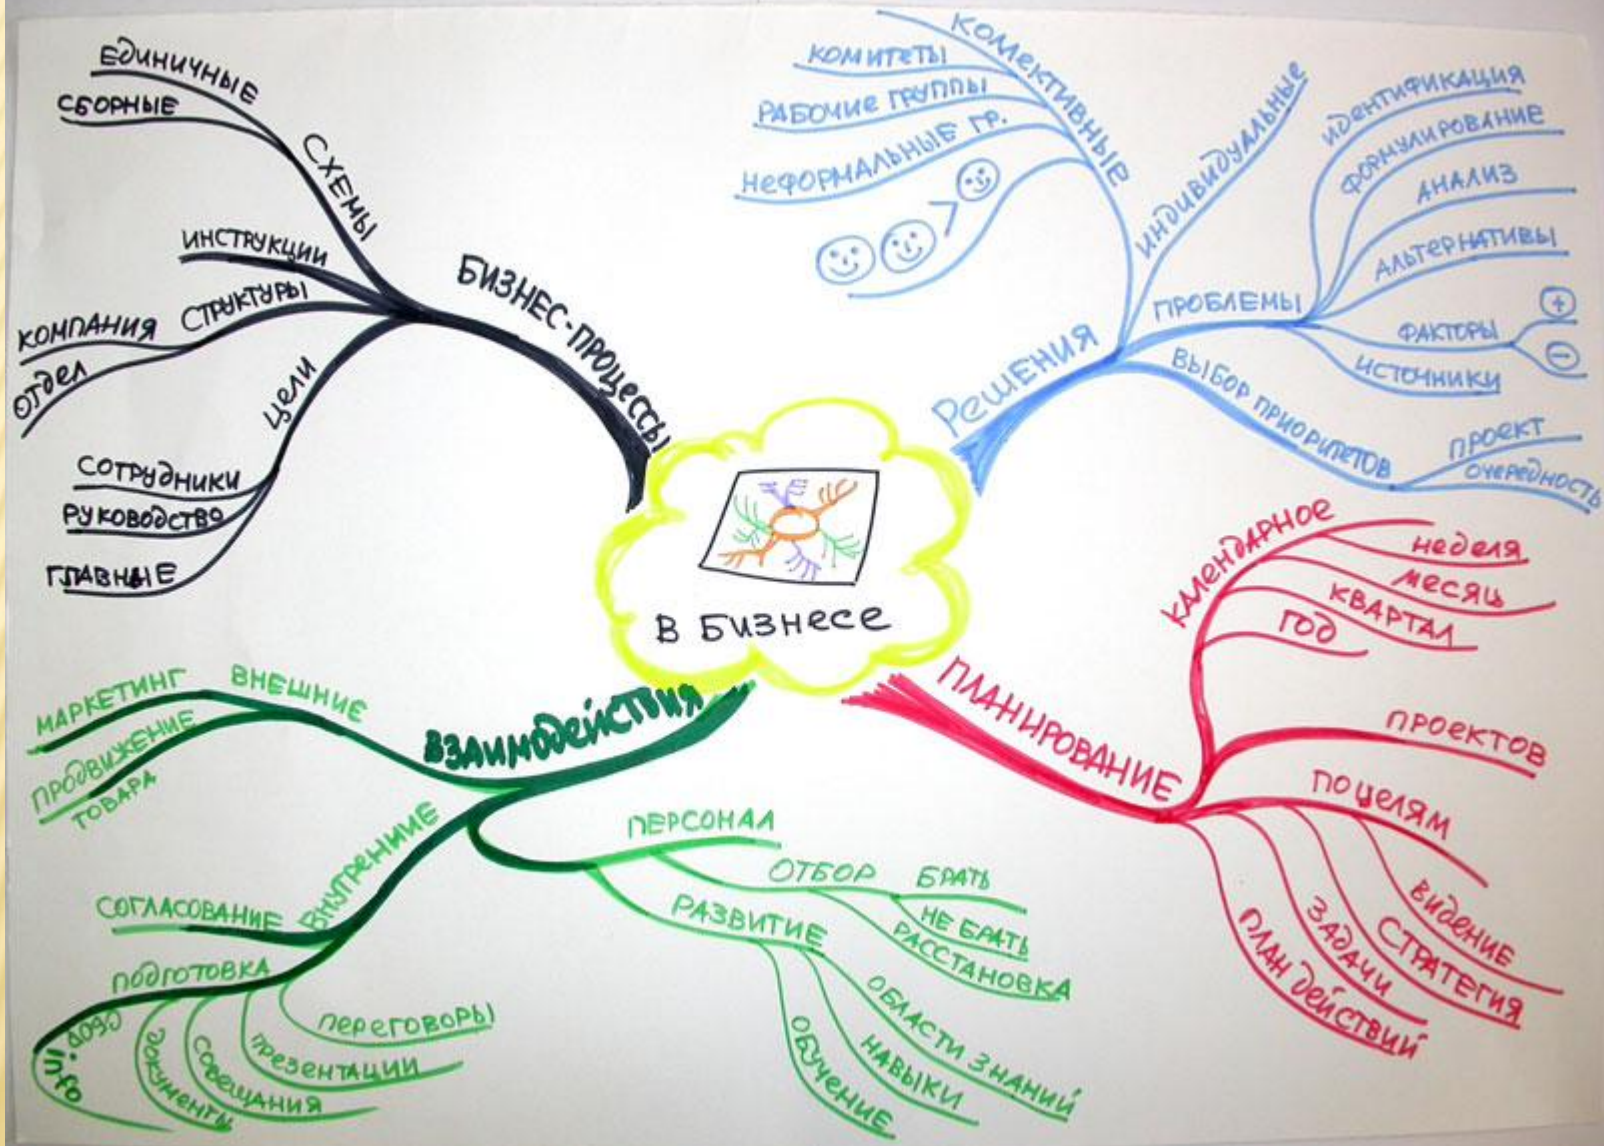 В БИЗНЕСЕ
БИЗНЕС-ПРОЦЕССЫ
СХЕМЫ
ЕДИНИЧНЫЕ
СБОРНЫЕ
СТРУКТУРЫ
ИНСТРУКЦИИ
КОМПАНИЯ
ОТДЕЛ
ЦЕЛИ
СОТРУДНИКИ
РУКОВОДСТВО
ГЛАВНЫЕ
РЕШЕНИЯ
КОЛЛЕКТИВНЫЕ
КОМИТЕТЫ
РАБОЧИЕ ГРУППЫ
НЕФОРМАЛЬНЫЕ ГР.
>
ИНДИВИДУАЛЬНЫЕ
ПРОБЛЕМЫ
ИДЕНТИФИКАЦИЯ
ФОРМУЛИРОВАНИЕ
АНАЛИЗ
АЛЬТЕРНАТИВЫ
ФАКТОРЫ
+
−
ИСТОЧНИКИ
ВЫБОР ПРИОРИТЕТОВ
ПРОЕКТ
ОЧЕРЕДНОСТЬ
ПЛАНИРОВАНИЕ
КАЛЕНДАРНОЕ
НЕДЕЛЯ
МЕСЯЦ
КВАРТАЛ
ГОД
ПРОЕКТОВ
ПО ЦЕЛЯМ
ВИДЕНИЕ
СТРАТЕГИЯ
ЗАДАЧИ
ПЛАН ДЕЙСТВИЙ
ВЗАИМОДЕЙСТВИЯ
ВНЕШНИЕ
МАРКЕТИНГ
ПРОДВИЖЕНИЕ
ТОВАРА
ВНУТРЕННИЕ
СОГЛАСОВАНИЕ
ПОДГОТОВКА
СБОР
info
ДОКУМЕНТЫ
СОВЕЩАНИЯ
ПРЕЗЕНТАЦИИ
ПЕРЕГОВОРЫ
ПЕРСОНАЛ
ОТБОР
БРАТЬ
НЕ БРАТЬ
РАССТАНОВКА
РАЗВИТИЕ
ОБЛАСТИ ЗНАНИЙ
НАВЫКИ
ОБУЧЕНИЕ